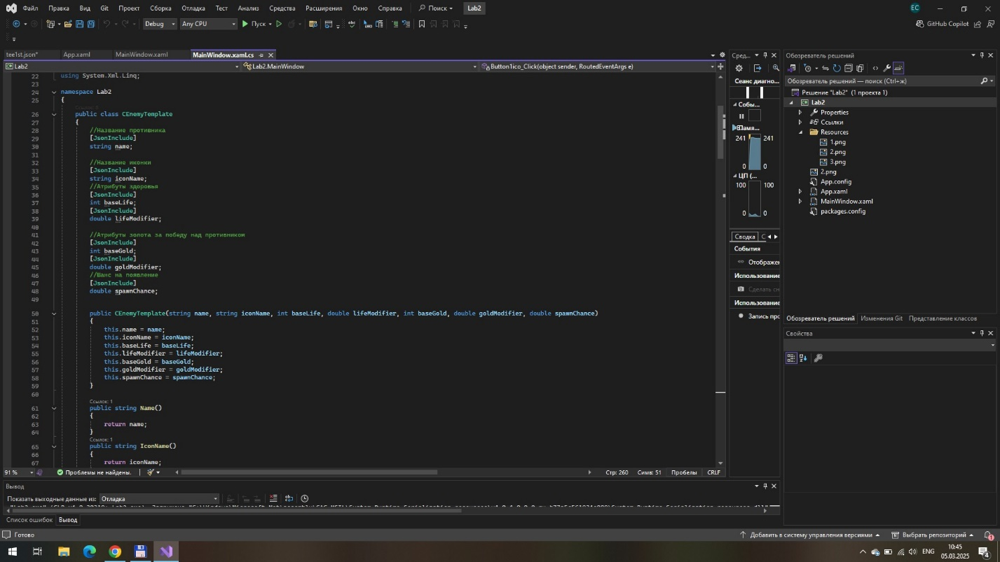 Файл Правка Вид Git Проект Сборка Отладка Тест Анализ Средства Расширения Окно Справка Поиск Lab2 EC
Debug Any CPU Пуск GitHub Copilot
tee1st.json* App.xaml MainWindow.xaml MainWindow.xaml.cs
Lab2 Lab2.MainWindow Button1ico_Click(object sender, RoutedEventArgs e)
22 using System.Xml.Linq;
23
24 namespace Lab2
25 {
26 public class CEnemyTemplate
27 {
28 //Название противника
29 [JsonInclude]
30 string name;
31
32 //Название иконки
33 [JsonInclude]
34 string iconName;
35 //Атрибуты здоровья
36 [JsonInclude]
37 int baseLife;
38 [JsonInclude]
39 double lifeModifier;
40
41 //Атрибуты золота за победу над противником
42 [JsonInclude]
43 int baseGold;
44 [JsonInclude]
45 double goldModifier;
46 //Шанс на появление
47 [JsonInclude]
48 double spawnChance;
49
50 public CEnemyTemplate(string name, string iconName, int baseLife, double lifeModifier, int baseGold, double goldModifier, double spawnChance)
51 {
52 this.name = name;
53 this.iconName = iconName;
54 this.baseLife = baseLife;
55 this.lifeModifier = lifeModifier;
56 this.baseGold = baseGold;
57 this.goldModifier = goldModifier;
58 this.spawnChance = spawnChance;
59 }
60
Ссылок: 1
61 public string Name()
62 {
63 return name;
64 }
Ссылок: 1
65 public string IconName()
66 {
67 return iconName;
91 % Проблемы не найдены. Стр: 260 Симв: 51 Пробелы CRLF
Сред...
Сеанс диагно...
Собы...
Памя...
241 241
0 0
ЦП (...
100 100
0 0
Сводка
События
Отображен
Использование
Сделать сн
Использование
Запись про
Обозреватель решений
Обозреватель решений — поиск (Ctrl+ж)
Решение "Lab2" (1 проекта 1)
Lab2
Properties
Ссылки
Resources
1.png
2.png
3.png
2.png
App.config
App.xaml
MainWindow.xaml
packages.config
Обозреватель решений Изменения Git Представление классов
Свойства
Вывод
Показать выходные данные из: Отладка
Список ошибок Вывод
Готово Добавить в систему управления версиями Выбрать репозиторий 1
ENG 10:45
05.03.2025 4